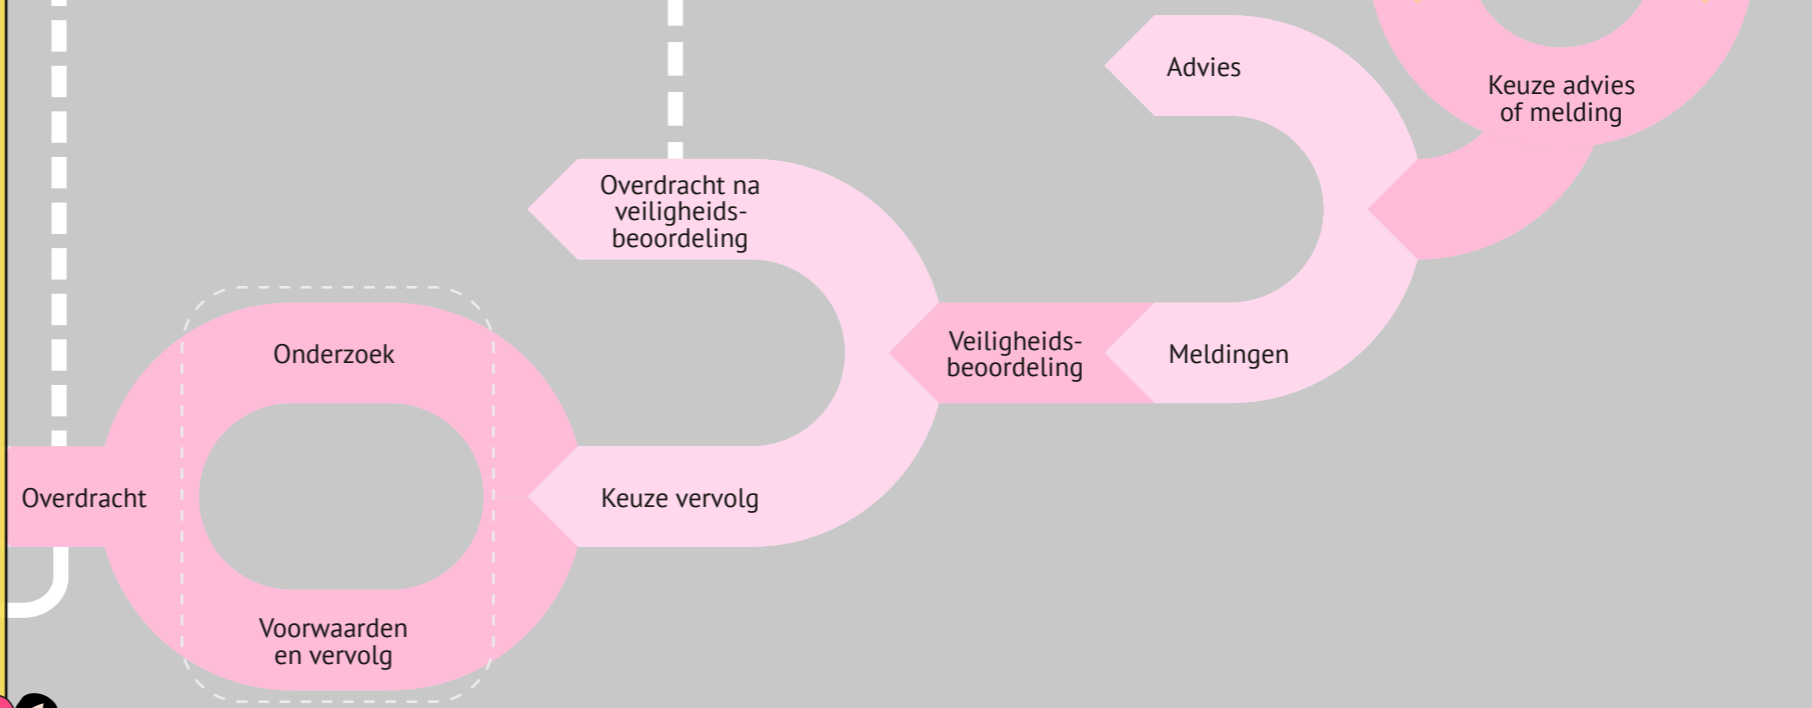 Advies
Keuze advies
of melding
Overdracht na
veiligheids-
beoordeling
Onderzoek
Veiligheids-
beoordeling
Meldingen
Overdracht
Keuze vervolg
Voorwaarden
en vervolg